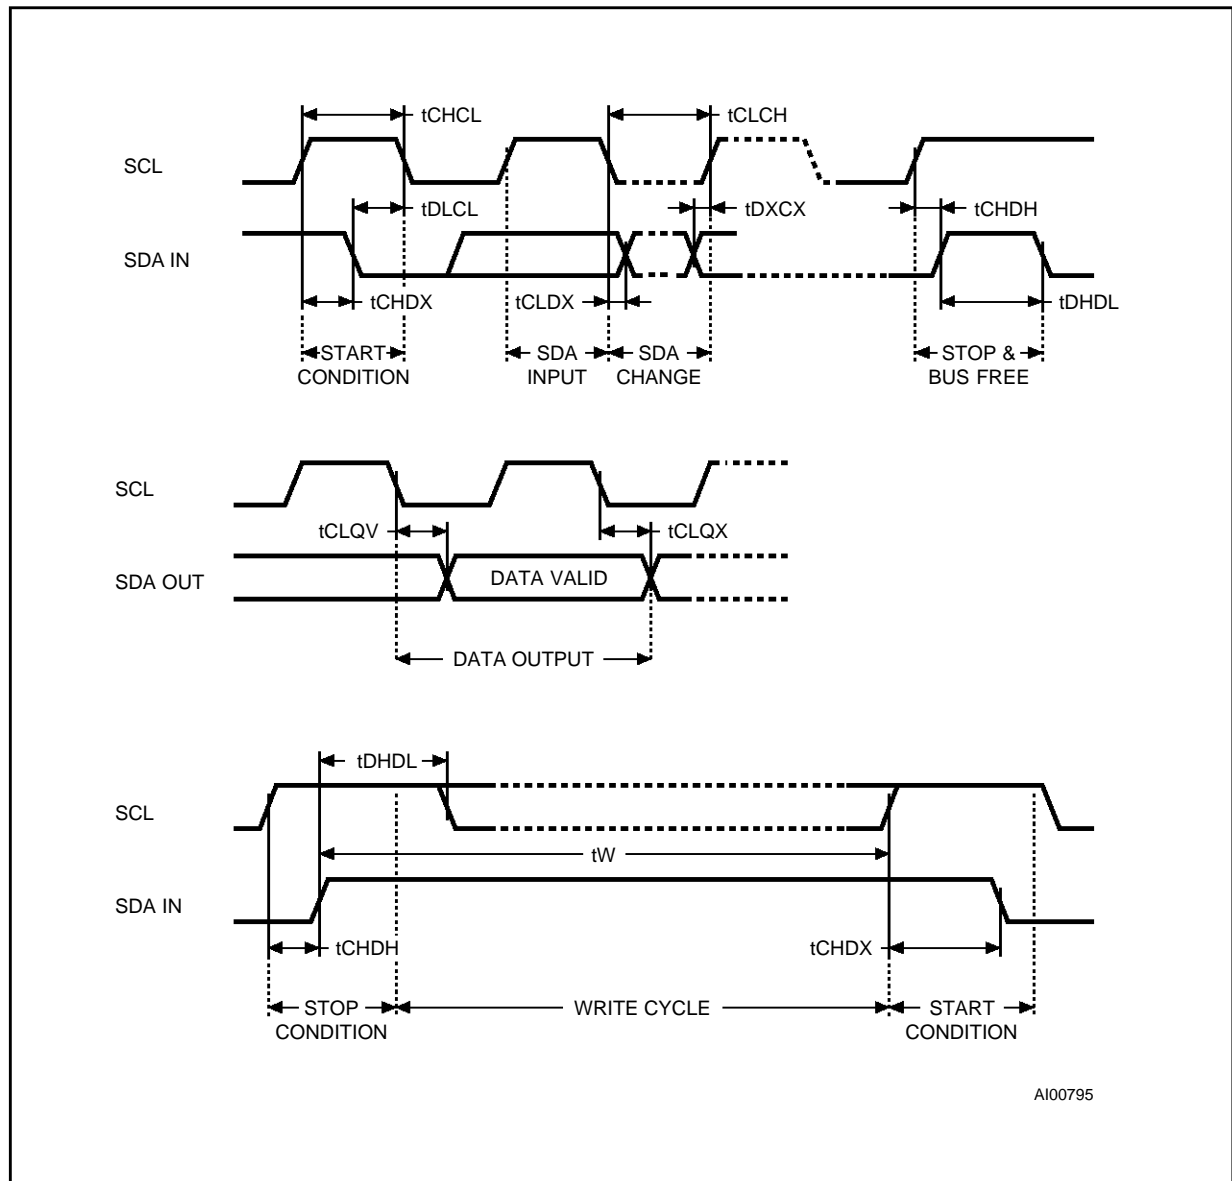 tCHCL
tCLCH
SCL
tDLCL
tDXCX
tCHDH
SDA IN
tCHDX
tCLDX
tDHDL
START
CONDITION
SDA
INPUT
SDA
CHANGE
STOP &
BUS FREE
SCL
tCLQV
tCLQX
SDA OUT
DATA VALID
DATA OUTPUT
tDHDL
SCL
tW
SDA IN
tCHDH
tCHDX
STOP
CONDITION
WRITE CYCLE
START
CONDITION
AI00795